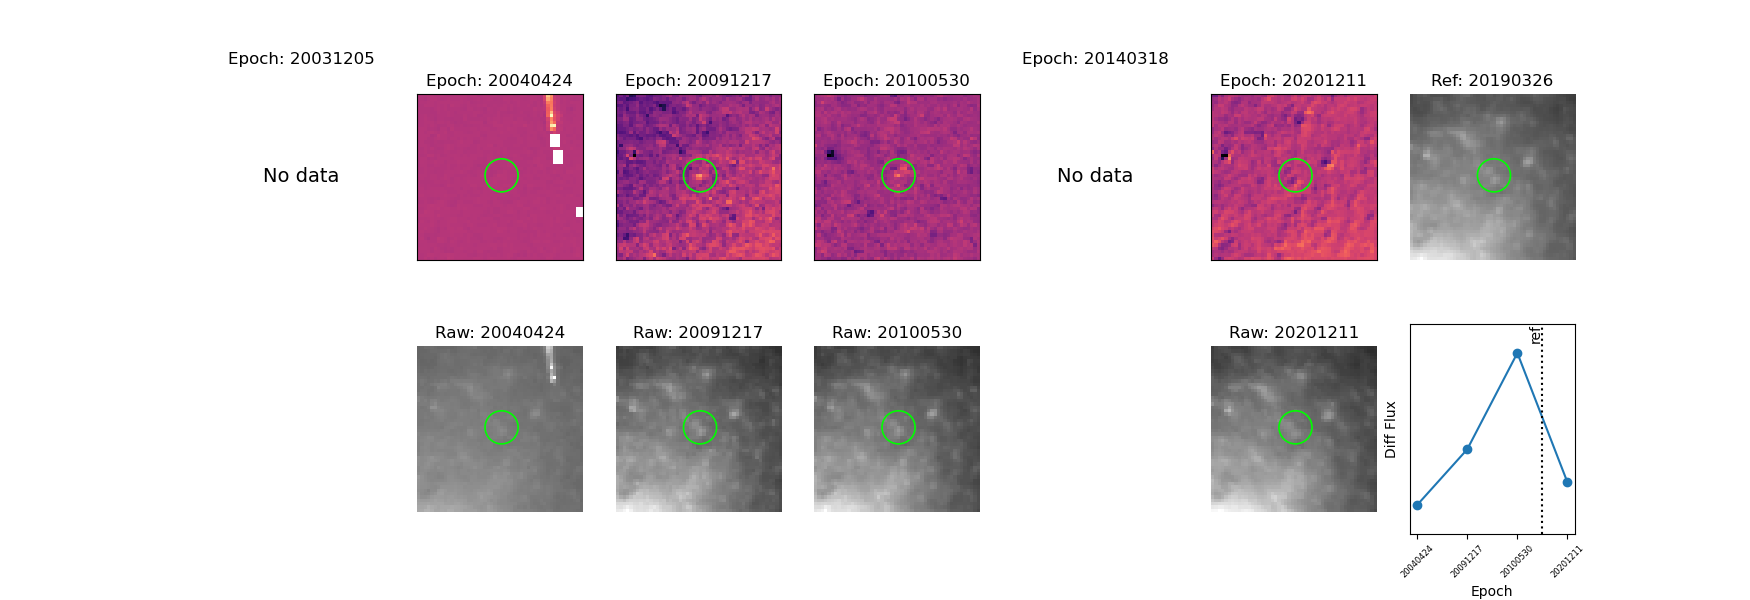 Epoch: 20031205
Epoch: 20040424
Epoch: 20091217
Epoch: 20100530
Epoch: 20140318
Epoch: 20201211
Ref: 20190326
No data
No data
Raw: 20040424
Raw: 20091217
Raw: 20100530
Raw: 20201211
ref
Diff Flux
20040424
20091217
20100530
20201211
Epoch